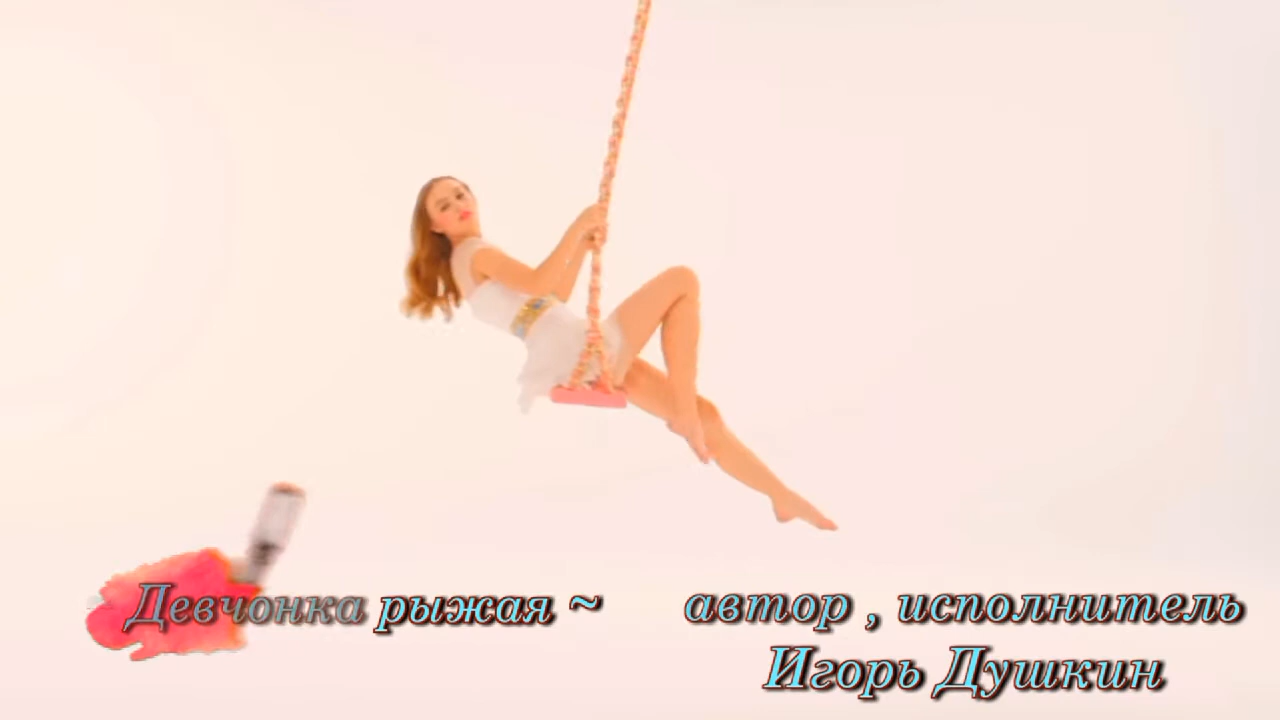 Девчонка рыжая ~ автор , исполнитель
Игорь Душкин